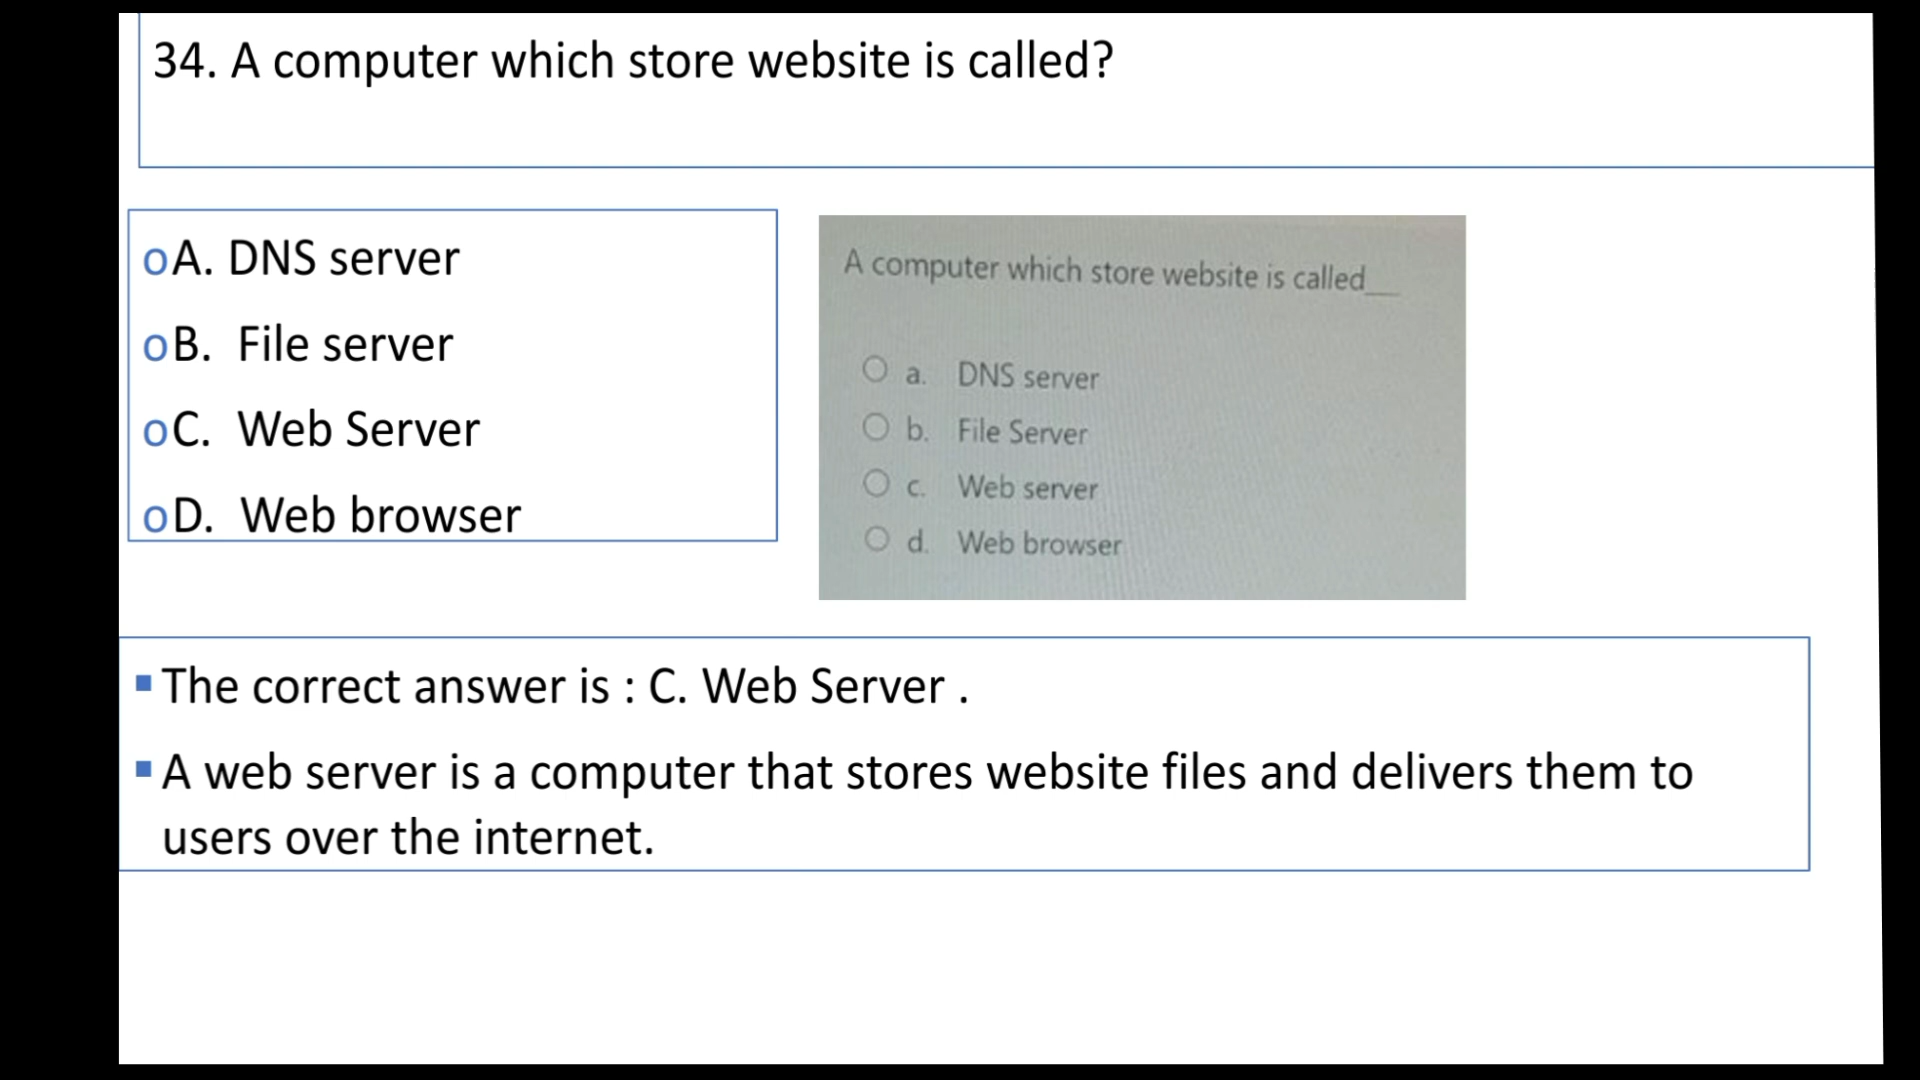 34. A computer which store website is called?
oA. DNS server
oB. File server
oC. Web Server
oD. Web browser
A computer which store website is called___
a. DNS server
b. File Server
c. Web server
d. Web browser
▪ The correct answer is : C. Web Server .
▪ A web server is a computer that stores website files and delivers them to
users over the internet.